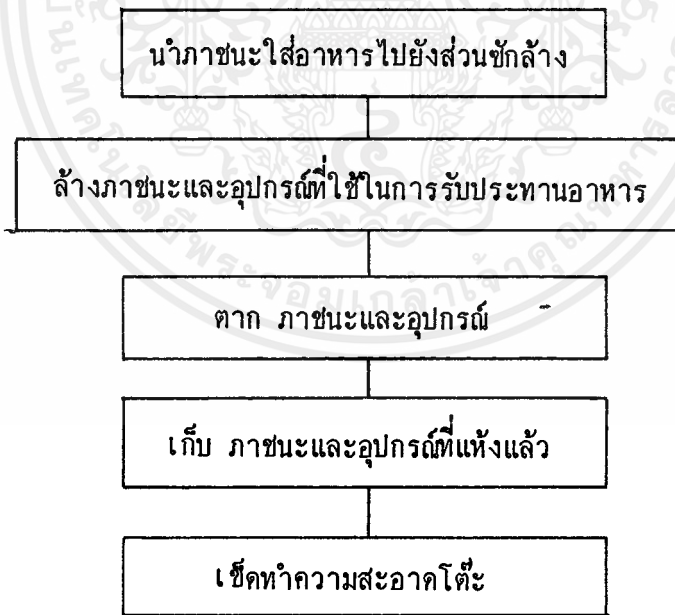 นำภาชนะใส่อาหารไปยังส่วนซักล้าง
ล้างภาชนะและอุปกรณ์ที่ใช้ในการรับประทานอาหาร
ตาก ภาชนะและอุปกรณ์
เก็บ ภาชนะและอุปกรณ์ที่แห้งแล้ว
เช็ดทำความสะอาดโต๊ะ